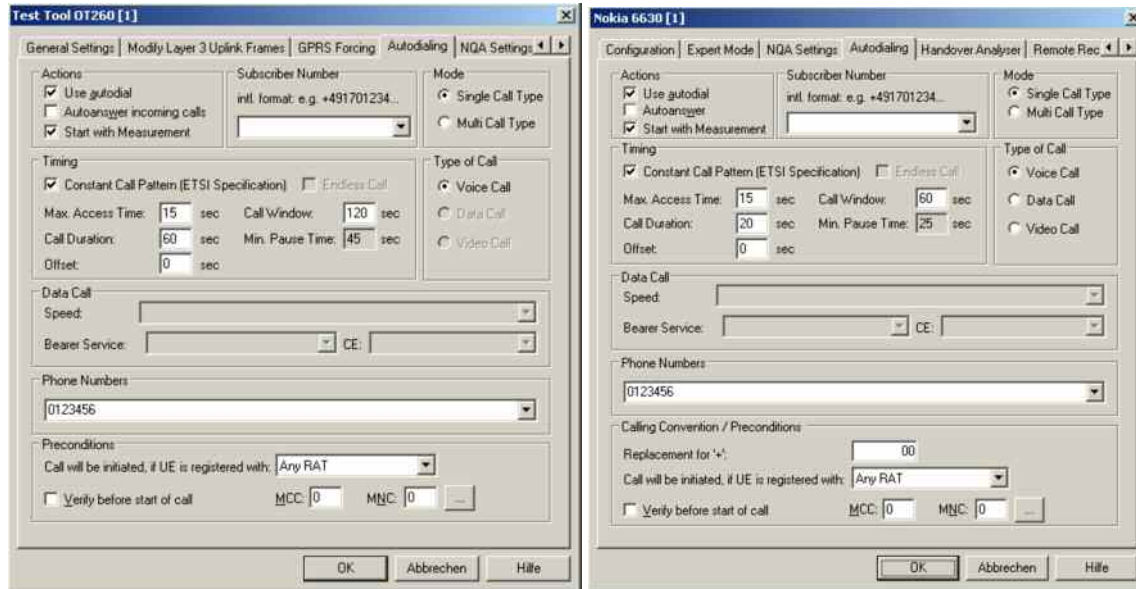 Test Tool OT260 [1]
General Settings Modify Layer 3 Uplink Frames GPRS Forcing Autodialing NQA Settings
Actions
Use autodial
Autoanswer incoming calls
Start with Measurement
Subscriber Number
intl. format: e.g. +491701234...
Mode
Single Call Type
Multi Call Type
Timing
Constant Call Pattern (ETSI Specification) Endless Call
Max. Access Time: 15 sec Call Window: 120 sec
Call Duration: 60 sec Min. Pause Time: 45 sec
Offset: 0 sec
Type of Call
Voice Call
Data Call
Video Call
Data Call
Speed:
Bearer Service: CE:
Phone Numbers
0123456
Preconditions
Call will be initiated, if UE is registered with: Any RAT
Verify before start of call MCC: 0 MNC: 0 ...
OK Abbrechen Hilfe
Nokia 6630 [1]
Configuration Expert Mode NQA Settings Autodialing Handover Analyser Remote Rec
Actions
Use autodial
Autoanswer
Start with Measurement
Subscriber Number
intl. format: e.g. +491701234...
Mode
Single Call Type
Multi Call Type
Timing
Constant Call Pattern (ETSI Specification) Endless Call
Max. Access Time: 15 sec Call Window: 60 sec
Call Duration: 20 sec Min. Pause Time: 25 sec
Offset: 0 sec
Type of Call
Voice Call
Data Call
Video Call
Data Call
Speed:
Bearer Service: CE:
Phone Numbers
0123456
Calling Convention / Preconditions
Replacement for '+': 00
Call will be initiated, if UE is registered with: Any RAT
Verify before start of call MCC: 0 MNC: 0 ...
OK Abbrechen Hilfe